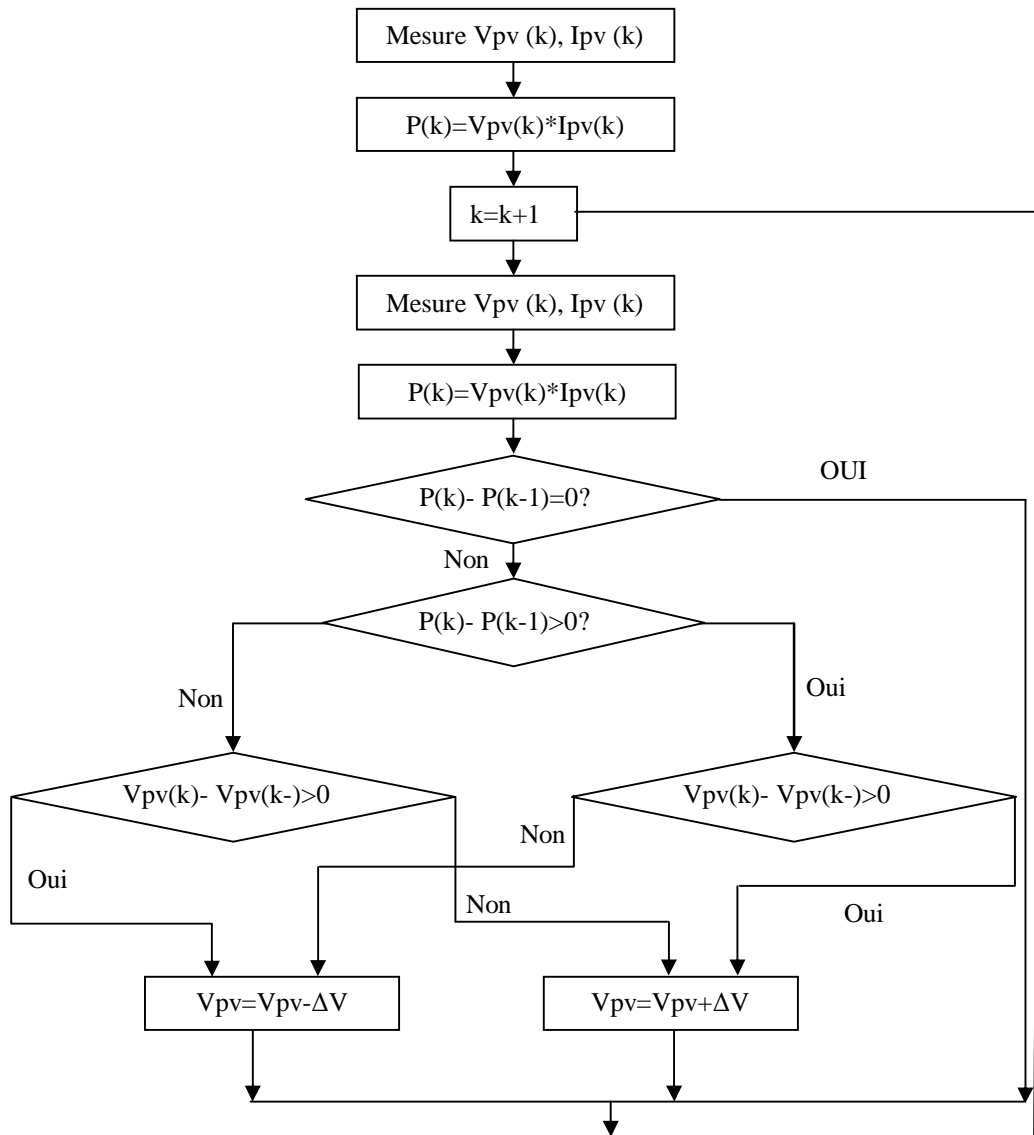 Mesure Vpv (k), Ipv (k)
P(k)=Vpv(k)*Ipv(k)
k=k+1
Mesure Vpv (k), Ipv (k)
P(k)=Vpv(k)*Ipv(k)
OUI
P(k)- P(k-1)=0?
Non
P(k)- P(k-1)>0?
Non
Oui
Vpv(k)- Vpv(k-)>0
Vpv(k)- Vpv(k-)>0
Non
Oui
Non
Oui
Vpv=Vpv-ΔV
Vpv=Vpv+ΔV